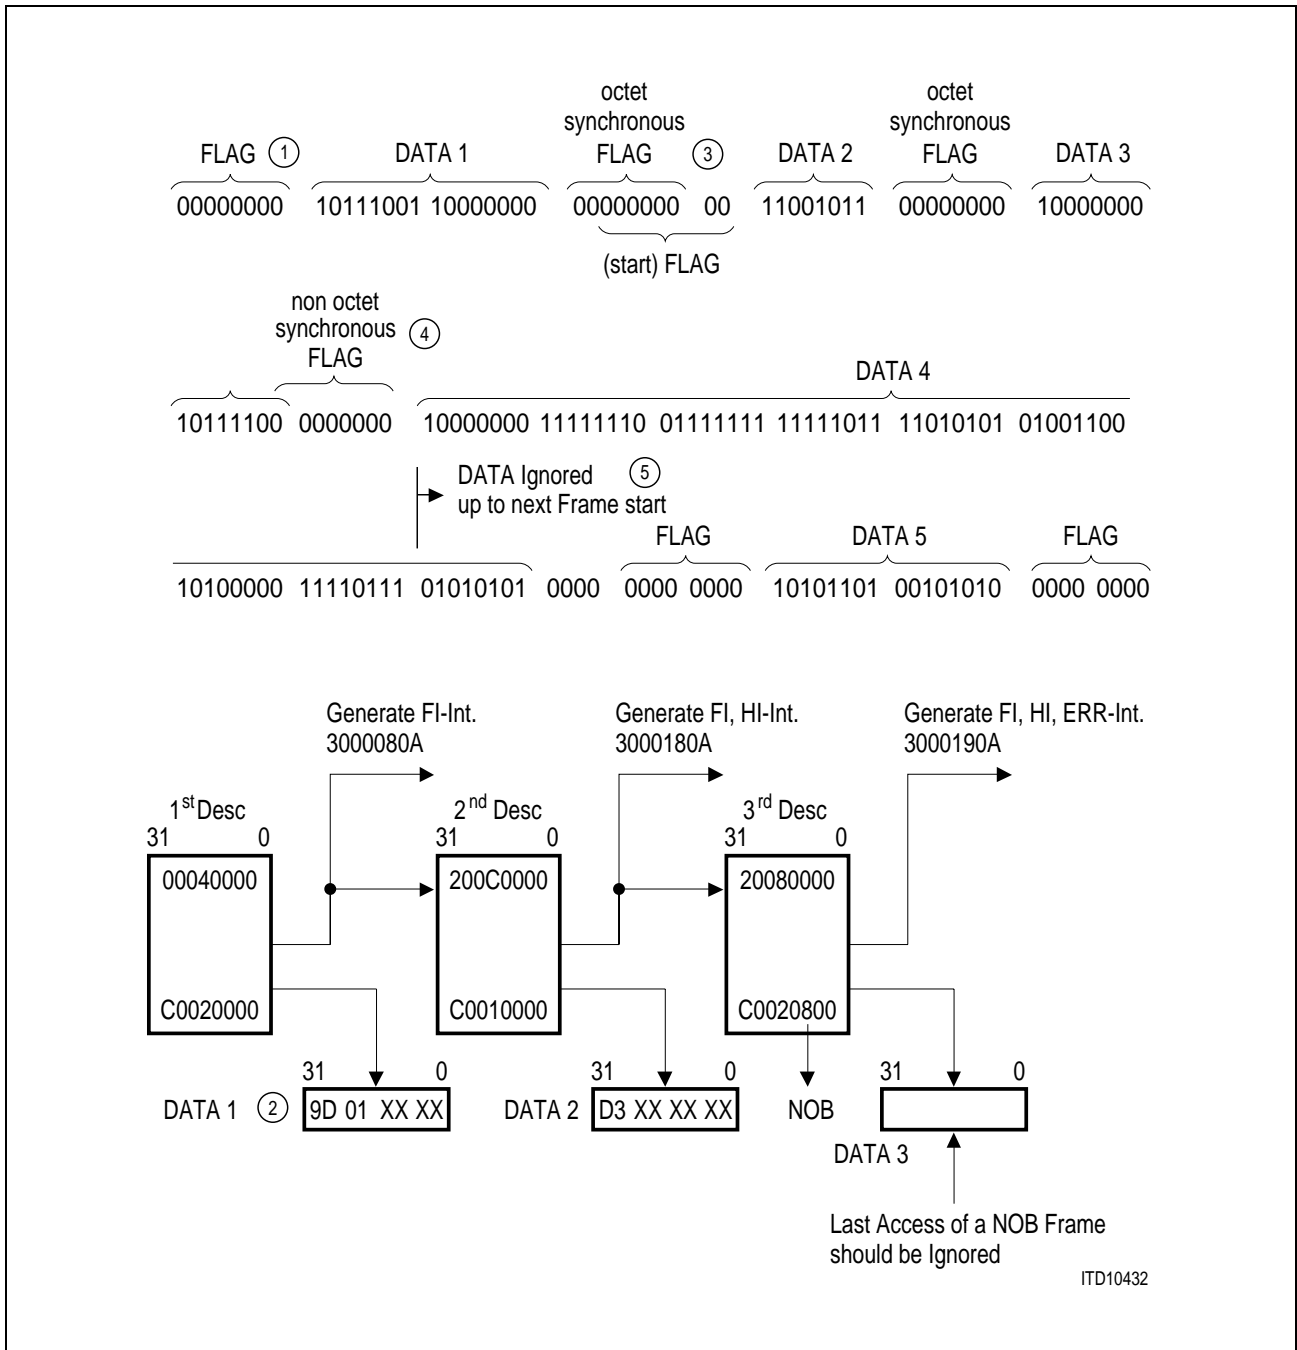 octet octet
synchronous synchronous
FLAG 1 DATA 1 FLAG 3 DATA 2 FLAG DATA 3
00000000 10111001 10000000 00000000 00 11001011 00000000 10000000
(start) FLAG
non octet
synchronous 4
FLAG
DATA 4
10111100 0000000 10000000 11111110 01111111 11111011 11010101 01001100
DATA Ignored 5
up to next Frame start
FLAG DATA 5 FLAG
10100000 11110111 01010101 0000 0000 0000 10101101 00101010 0000 0000
Generate FI-Int. Generate FI, HI-Int. Generate FI, HI, ERR-Int.
3000080A 3000180A 3000190A
1st Desc 2nd Desc 3rd Desc
31 0 31 0 31 0
00040000 200C0000 20080000
C0020000 C0010000 C0020800
31 0 31 0 31 0
DATA 1 2 9D 01 XX XX DATA 2 D3 XX XX XX NOB
DATA 3
Last Access of a NOB Frame
should be Ignored
ITD10432